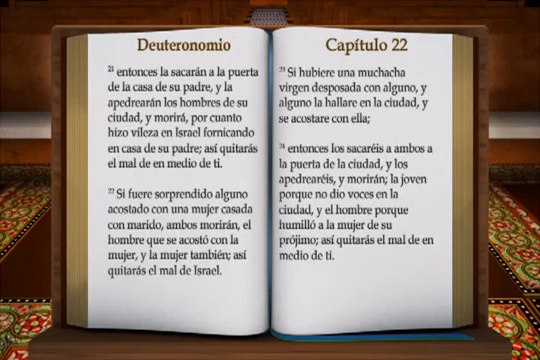 Deuteronomio
21 entonces la sacarán a la puerta
de la casa de su padre, y la
apedrearán los hombres de su
ciudad, y morirá, por cuanto
hizo vileza en Israel fornicando
en casa de su padre; así quitarás
el mal de en medio de ti.
22 Si fuere sorprendido alguno
acostado con una mujer casada
con marido, ambos morirán, el
hombre que se acostó con la
mujer, y la mujer también; así
quitarás el mal de Israel.
Capítulo 22
23 Si hubiere una muchacha
virgen desposada con alguno, y
alguno la hallare en la ciudad, y
se acostare con ella;
24 entonces los sacaréis a ambos a
la puerta de la ciudad, y los
apedrearéis, y morirán; la joven
porque no dio voces en la
ciudad, y el hombre porque
humilló a la mujer de su
prójimo; así quitarás el mal de en
medio de ti.